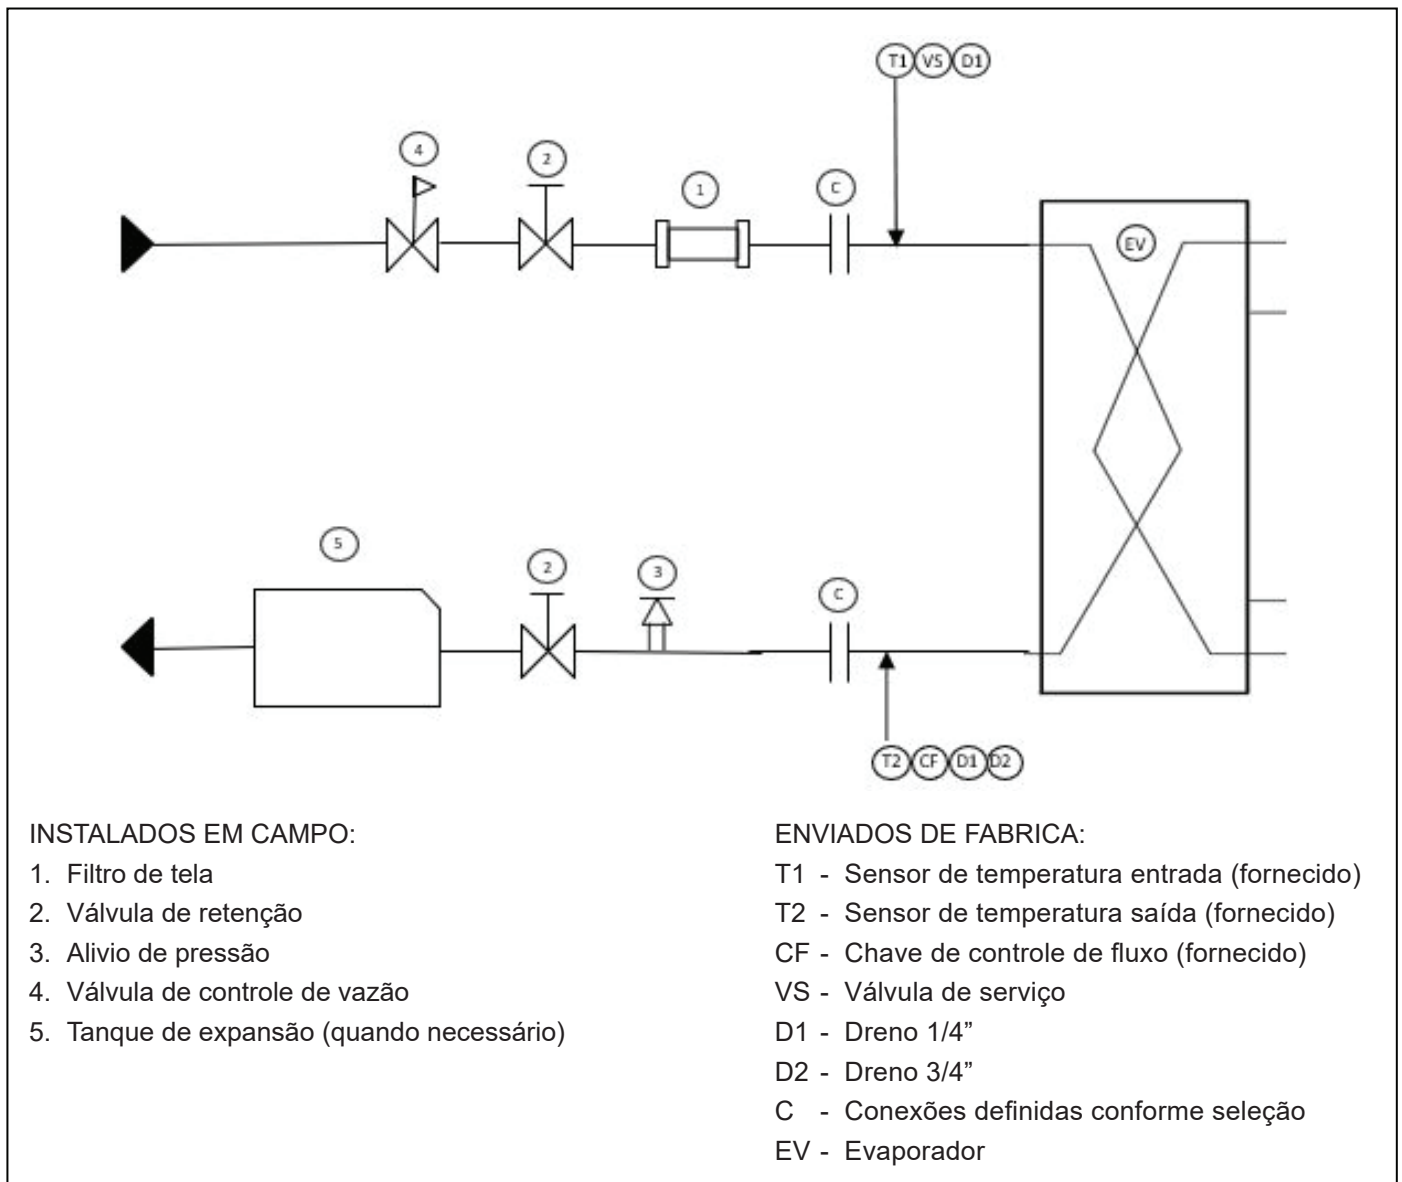 T1 VS D1
4
2
1
C
EV
5
2
3
C
T2 CF D1 D2
INSTALADOS EM CAMPO:
1. Filtro de tela
2. Válvula de retenção
3. Alivio de pressão
4. Válvula de controle de vazão
5. Tanque de expansão (quando necessário)
ENVIADOS DE FABRICA:
T1 - Sensor de temperatura entrada (fornecido)
T2 - Sensor de temperatura saída (fornecido)
CF - Chave de controle de fluxo (fornecido)
VS - Válvula de serviço
D1 - Dreno 1/4”
D2 - Dreno 3/4”
C - Conexões definidas conforme seleção
EV - Evaporador